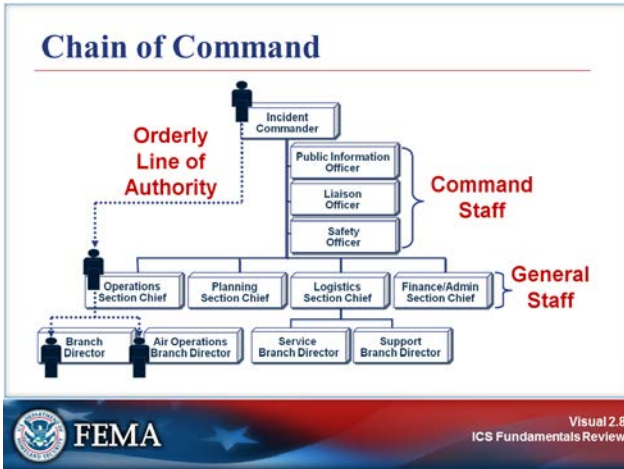 Chain of Command
Incident
Commander
Orderly
Line of
Authority
Public Information
Officer
Liaison
Officer
Safety
Officer
Command
Staff
Operations
Section Chief
Planning
Section Chief
Logistics
Section Chief
Finance/Admin
Section Chief
General
Staff
Branch
Director
Air Operations
Branch Director
Service
Branch Director
Support
Branch Director
FEMA
Visual 2.8
ICS Fundamentals Review